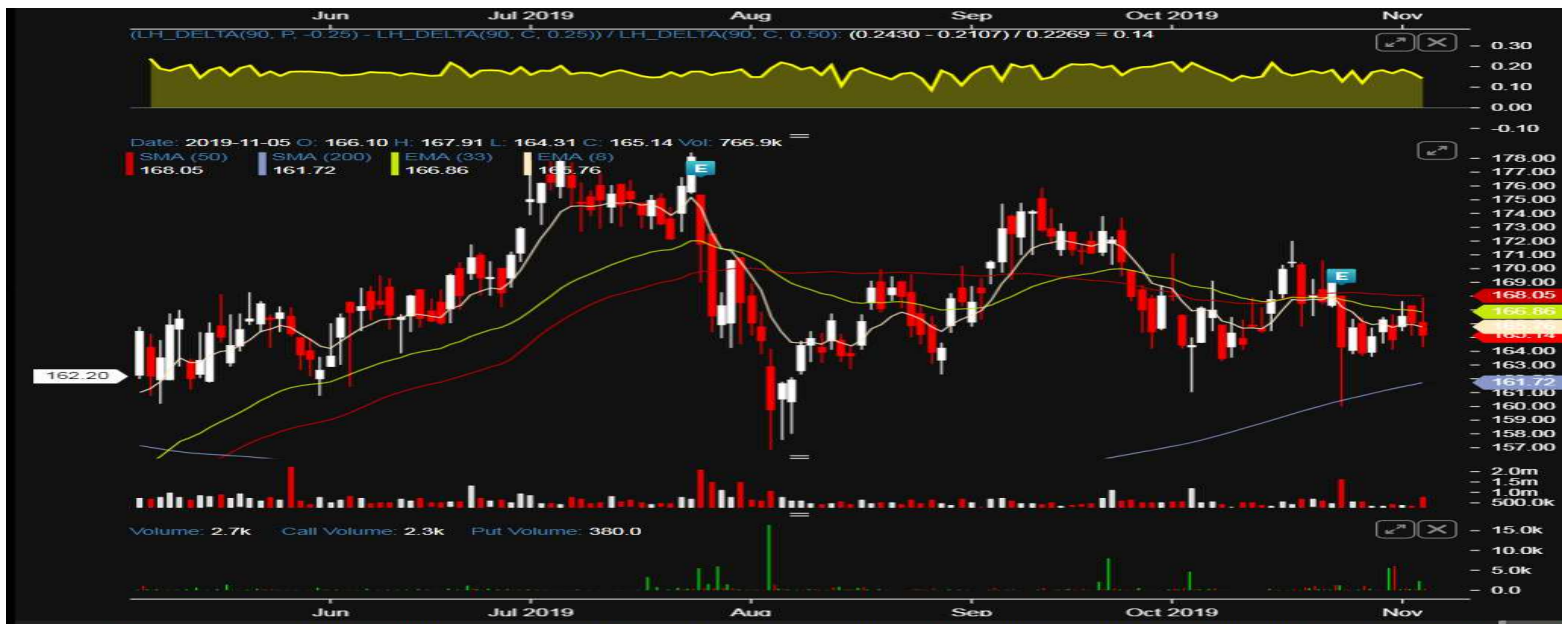 Jun Jul 2019 Aug Sep Oct 2019 Nov
(LH_DELTA(90, P, -0.25) - LH_DELTA(90, C, 0.25)) / LH_DELTA(90, C, 0.50): (0.2430 - 0.2107) / 0.2269 = 0.14
0.30
0.20
0.10
0.00
-0.10
Date: 2019-11-05 O: 166.10 H: 167.91 L: 164.31 C: 165.14 Vol: 766.9k
SMA (50) SMA (200) EMA (33) EMA (8)
168.05 161.72 166.86 165.76
E
E
178.00
177.00
176.00
175.00
174.00
173.00
172.00
171.00
170.00
169.00
168.05
166.86
165.14
164.00
163.00
162.20
161.72
161.00
160.00
159.00
158.00
157.00
2.0m
1.5m
1.0m
500.0k
Volume: 2.7k Call Volume: 2.3k Put Volume: 380.0
15.0k
10.0k
5.0k
0.0
Jun Jul 2019 Aug Sep Oct 2019 Nov